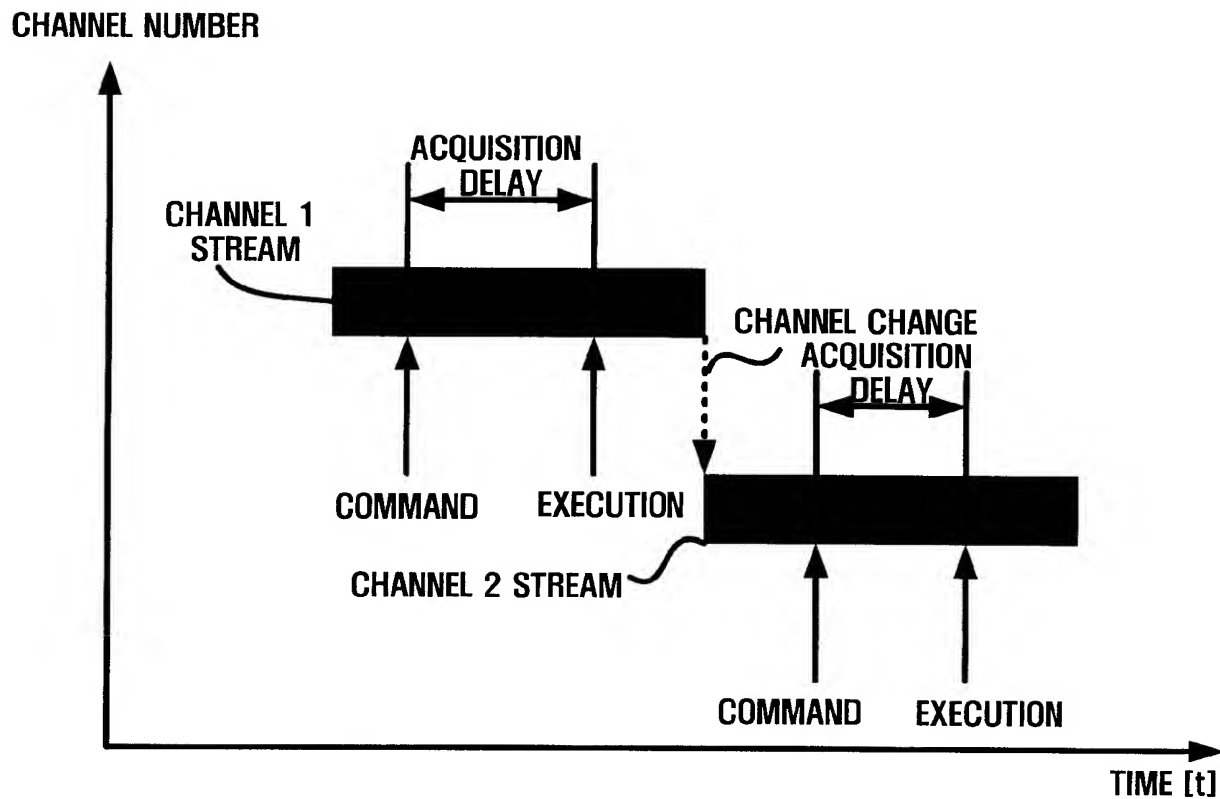 CHANNEL NUMBER
ACQUISITION
DELAY
CHANNEL 1
STREAM
CHANNEL CHANGE
ACQUISITION
DELAY
COMMAND
EXECUTION
CHANNEL 2 STREAM
COMMAND
EXECUTION
TIME [t]